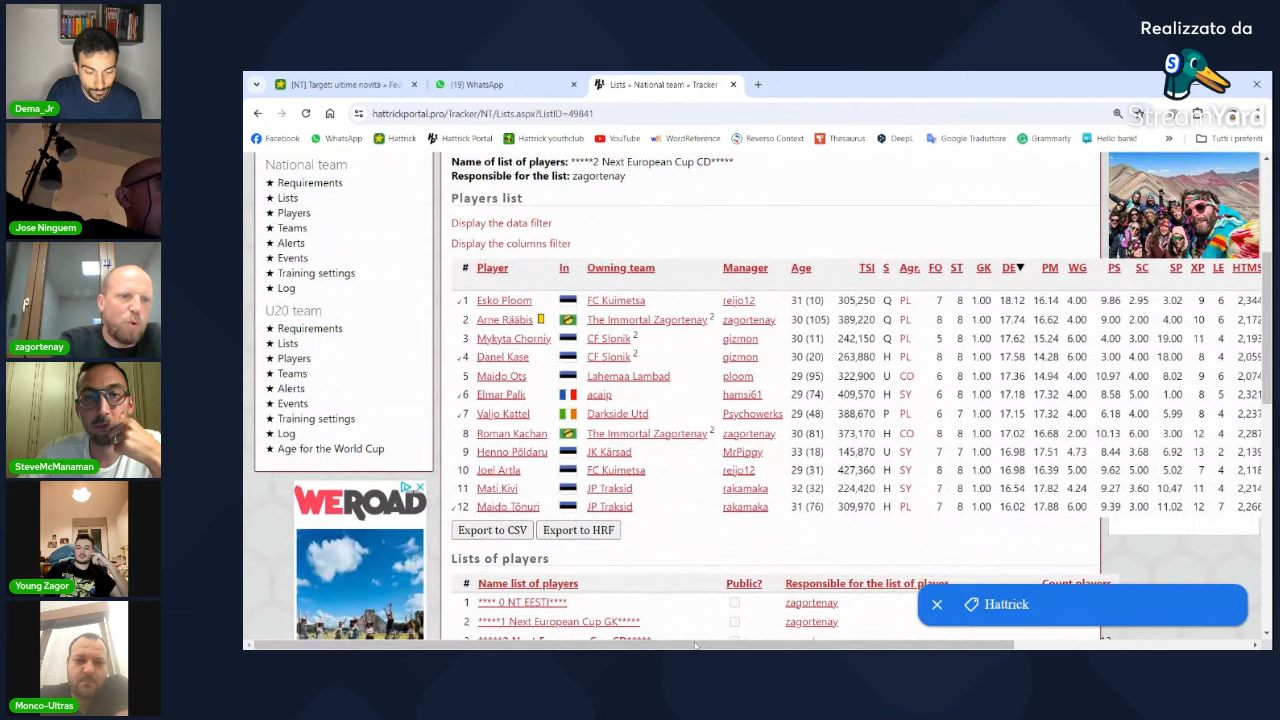 Realizzato da
S
StreamYard
Dema_Jr
Jose Ninguem
zagortenay
SteveMcManaman
Young Zagor
Monco-Ultras
[NT] Target: ultime novità » Fed
(19) WhatsApp
Lists » National team » Tracker
hattrickportal.pro/Tracker/NT/Lists.aspx?ListID=49841
Facebook WhatsApp Hattrick Hattrick Portal Hattrick youthclub YouTube WordReference Reverso Context Thesaurus DeepL Google Traduttore Grammarly Hello bank! » Tutti i preferiti
National team
★ Requirements
★ Lists
★ Players
★ Teams
★ Alerts
★ Events
★ Training settings
★ Log
U20 team
★ Requirements
★ Lists
★ Players
★ Teams
★ Alerts
★ Events
★ Training settings
★ Log
★ Age for the World Cup
WEROAD
Name of list of players: *****2 Next European Cup CD*****
Responsible for the list: zagortenay
Players list
Display the data filter
Display the columns filter
# Player In Owning team Manager Age TSI S Agr. FO ST GK DE▼ PM WG PS SC SP XP LE HTMS
✓1 Esko Ploom FC Kuimetsa reijo12 31 (10) 305,250 Q PL 7 8 1.00 18.12 16.14 4.00 9.86 2.95 3.02 9 6 2,344
2 Arne Rääbis The Immortal Zagortenay 2 zagortenay 30 (105) 389,220 Q PL 8 8 1.00 17.74 16.62 4.00 9.00 2.00 4.00 10 6 2,172
3 Mykyta Chorniy CF Slonik 2 gizmon 30 (11) 242,150 Q PL 5 8 1.00 17.62 15.24 6.00 3.00 4.00 19.00 11 4 2,193
✓4 Danel Kase CF Slonik 2 gizmon 30 (20) 263,880 H PL 7 8 1.00 17.58 14.28 6.00 3.00 4.00 18.00 8 4 2,059
5 Maido Ots Lahemaa Lambad ploom 29 (95) 322,900 U CO 6 8 1.00 17.36 14.94 4.00 10.97 4.00 2.00 9 6 2,074
✓6 Elmar Palk acaip hamsi61 29 (74) 409,570 H PL 8 8 1.00 17.18 17.32 4.00 8.58 5.00 1.00 8 5 2,321
✓7 Valjo Kattel Darkside Utd Psychowerks 29 (48) 388,670 P PL 6 7 1.00 17.15 17.32 4.00 6.18 4.00 5.99 8 4 2,237
8 Roman Kachan The Immortal Zagortenay 2 zagortenay 30 (81) 373,170 H CO 8 8 1.00 17.02 16.68 2.00 10.13 6.00 3.00 12 4 2,287
9 Henno Põldaru JK Kärsad MrPiggy 33 (18) 145,870 U SY 7 7 1.00 16.98 17.51 4.73 8.44 3.68 6.92 13 2 2,139
10 Joel Artla FC Kuimetsa reijo12 29 (31) 427,360 H SY 8 8 1.00 16.98 16.39 5.00 9.62 5.00 5.02 7 4 2,118
11 Mati Kivi JP Traksid rakamaka 32 (32) 224,420 H SY 7 8 1.00 16.54 17.82 4.24 9.27 3.60 10.47 11 4 2,214
✓12 Maido Tõnuri JP Traksid rakamaka 31 (76) 309,970 H PL 7 8 1.00 16.02 17.88 6.00 9.39 5.00 11.02 12 7 2,266
Export to CSV Export to HRF
Lists of players
# Name list of players Public? Responsible for the list of player Count players
1 **** 0 NT EESTI**** zagortenay
2 *****1 Next European Cup GK***** zagortenay
Hattrick